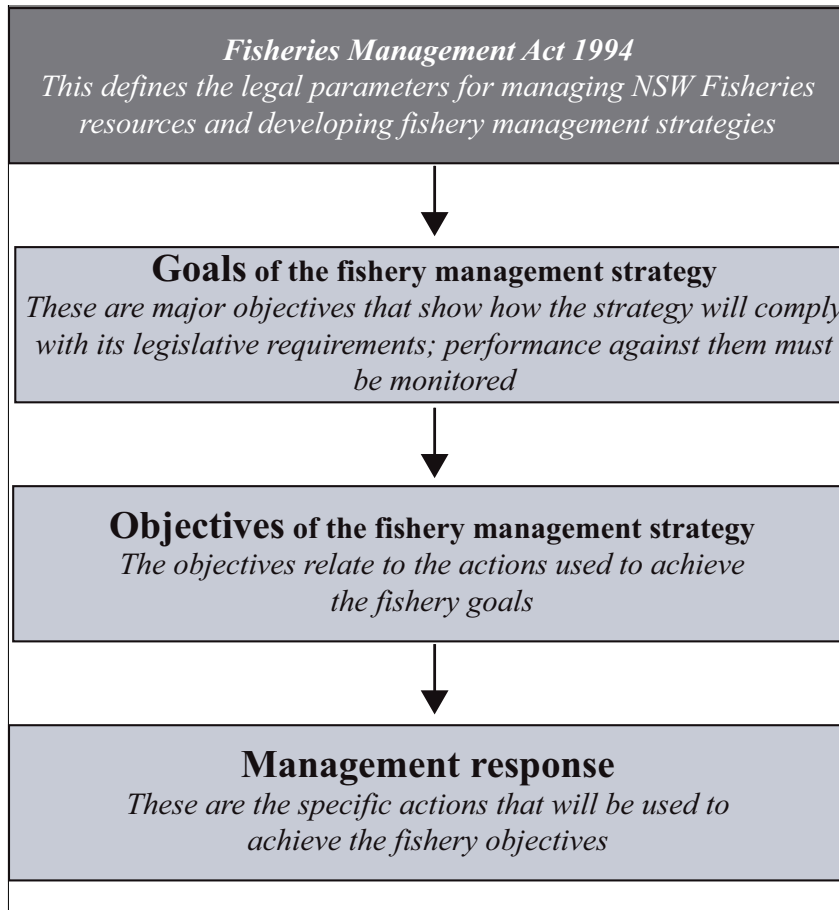 Fisheries Management Act 1994
This defines the legal parameters for managing NSW Fisheries
resources and developing fishery management strategies
Goals of the fishery management strategy
These are major objectives that show how the strategy will comply
with its legislative requirements; performance against them must
be monitored
Objectives of the fishery management strategy
The objectives relate to the actions used to achieve
the fishery goals
Management response
These are the specific actions that will be used to
achieve the fishery objectives